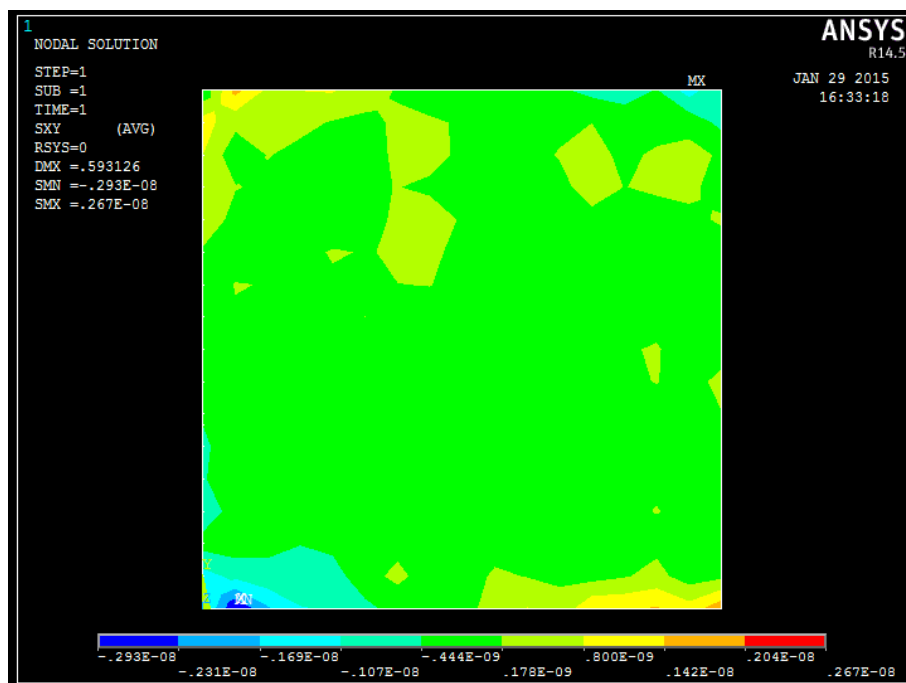 1
NODAL SOLUTION
STEP=1
SUB =1
TIME=1
SXY (AVG)
RSYS=0
DMX =.593126
SMN =-.293E-08
SMX =.267E-08
ANSYS
R14.5
JAN 29 2015
16:33:18
MX
Y
-.293E-08 -.169E-08 -.444E-09 .800E-09 .204E-08
-.231E-08 -.107E-08 .178E-09 .142E-08 .267E-08